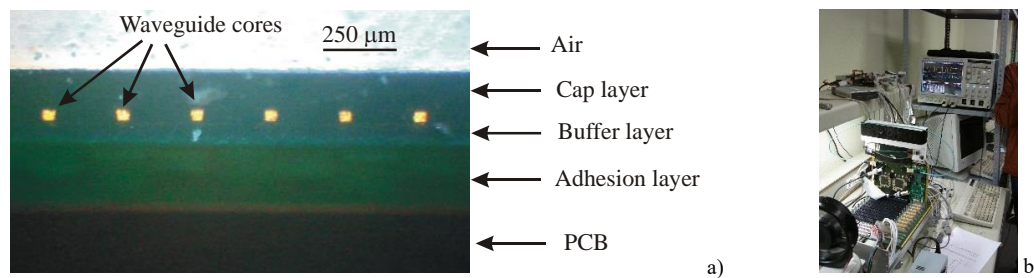 Waveguide cores
250 μm
Air
Cap layer
Buffer layer
Adhesion layer
PCB
a)
b